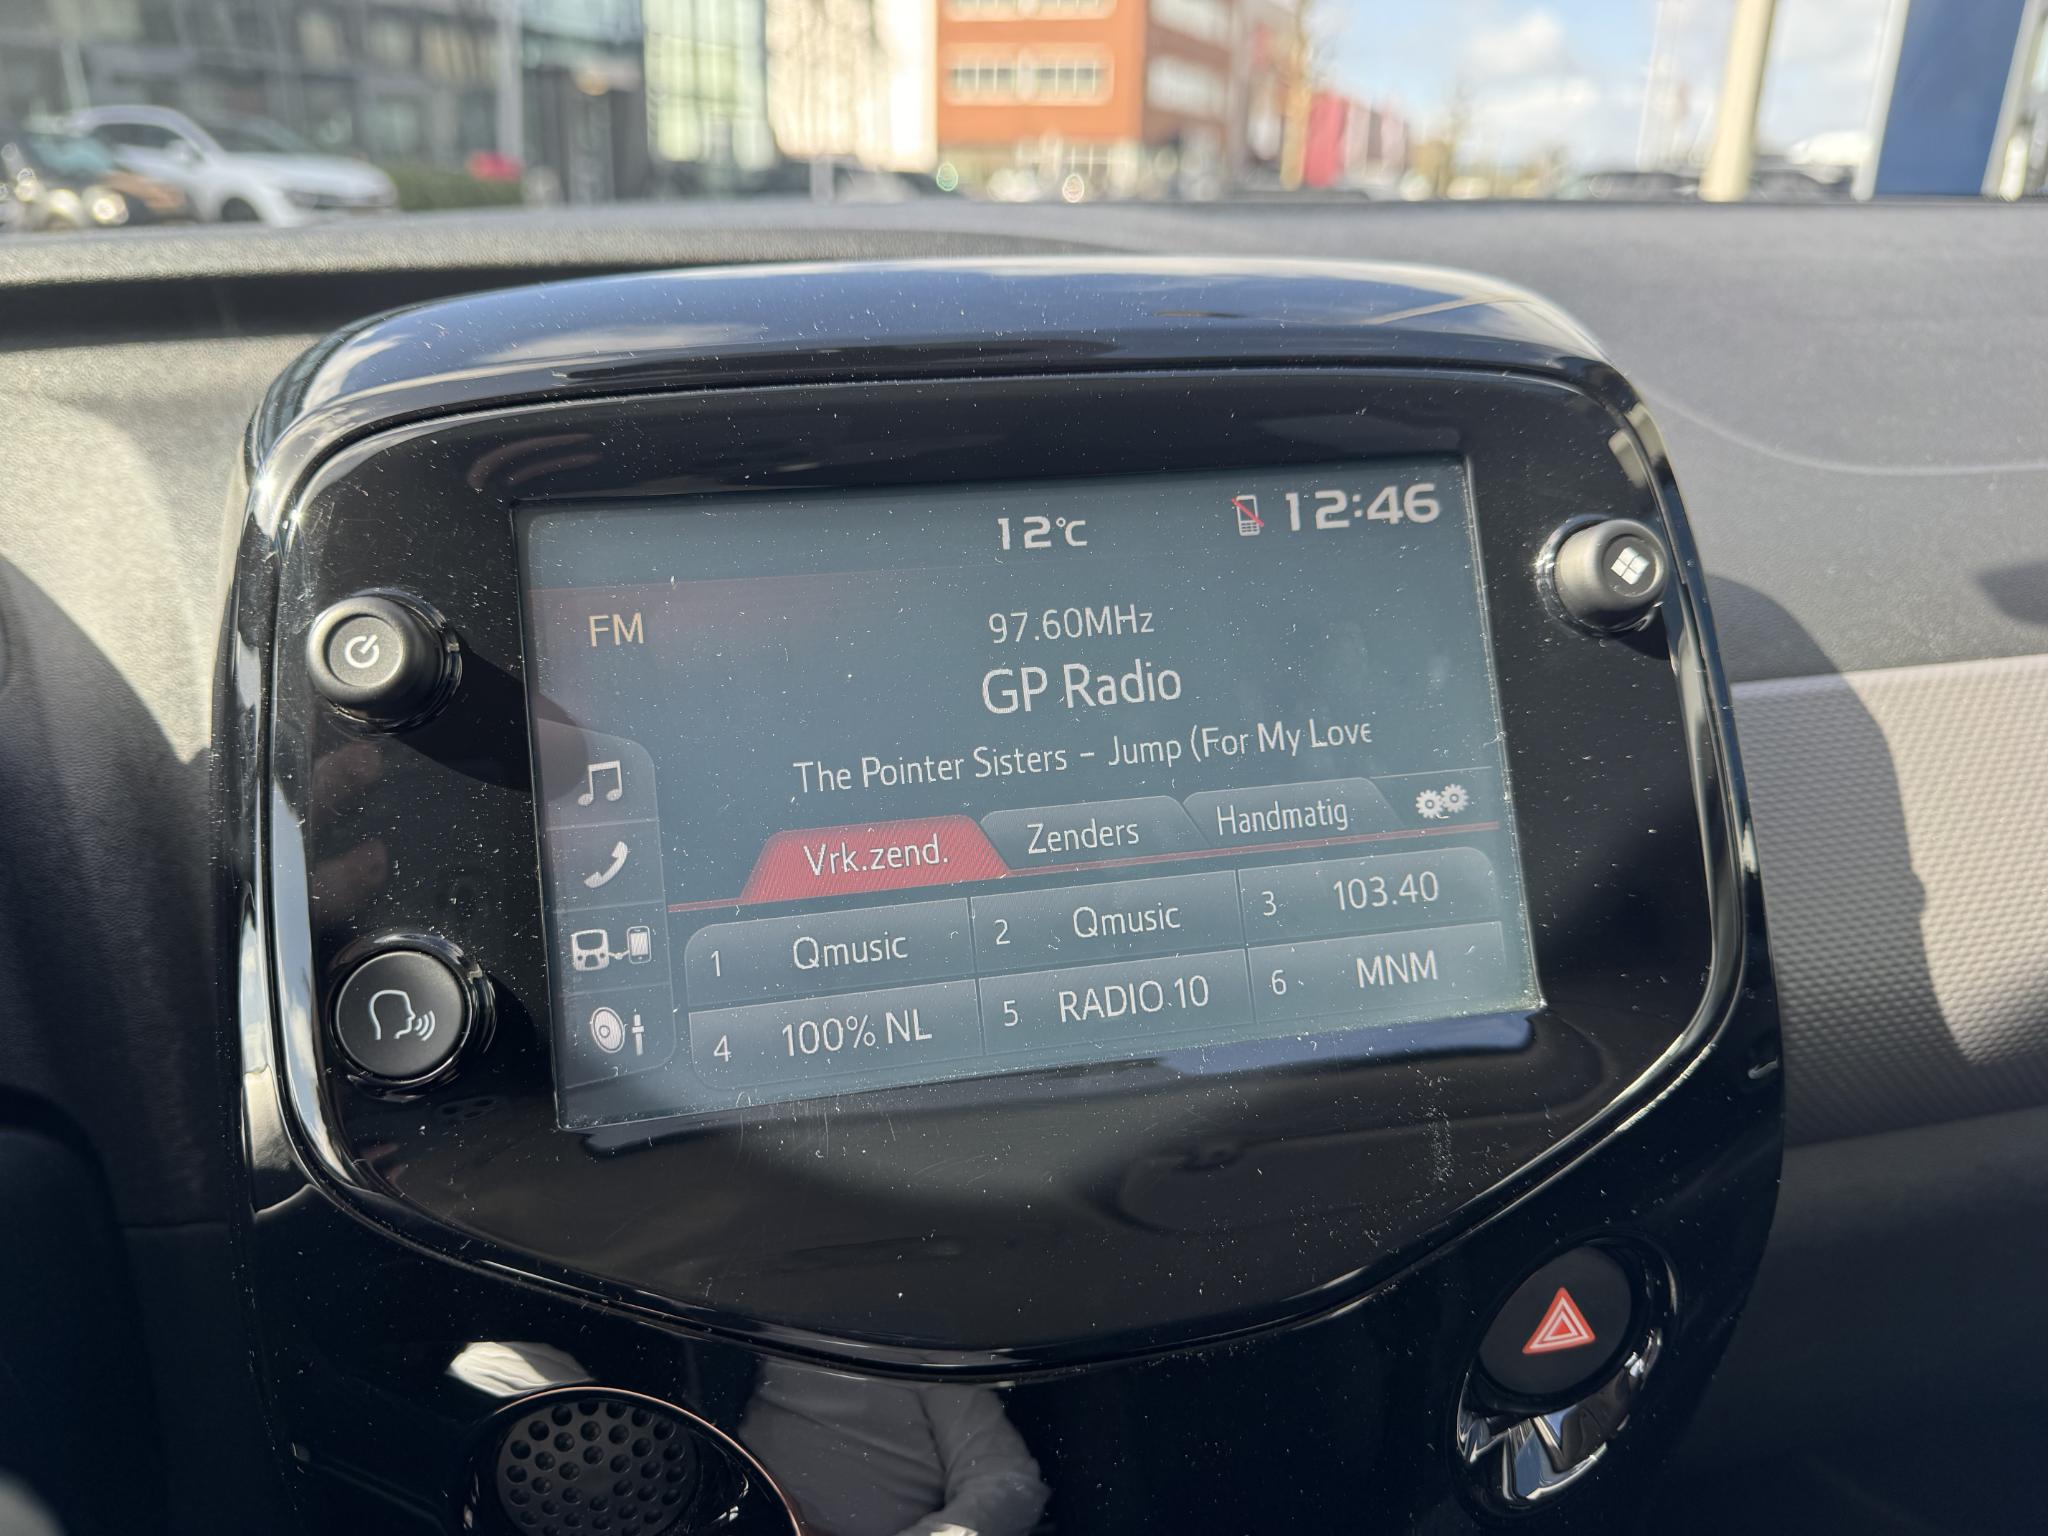 12°C 12:46
FM 97.60MHz
GP Radio
The Pointer Sisters - Jump (For My Love
Vrk.zend. Zenders Handmatig
1 Qmusic 2 Qmusic 3 103.40
4 100% NL 5 RADIO 10 6 MNM